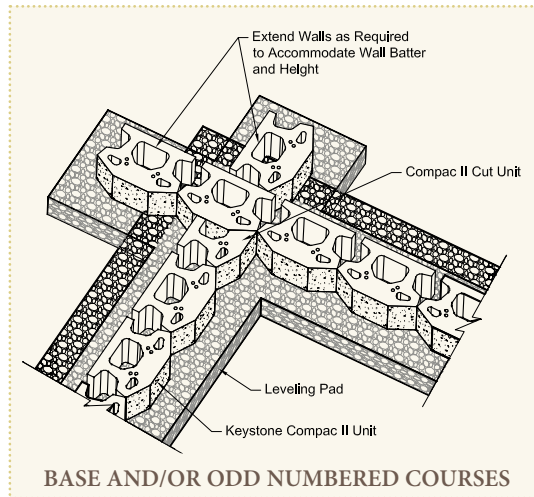 Extend Walls as Required
to Accommodate Wall Batter
and Height
Compac II Cut Unit
Leveling Pad
Keystone Compac II Unit
BASE AND/OR ODD NUMBERED COURSES